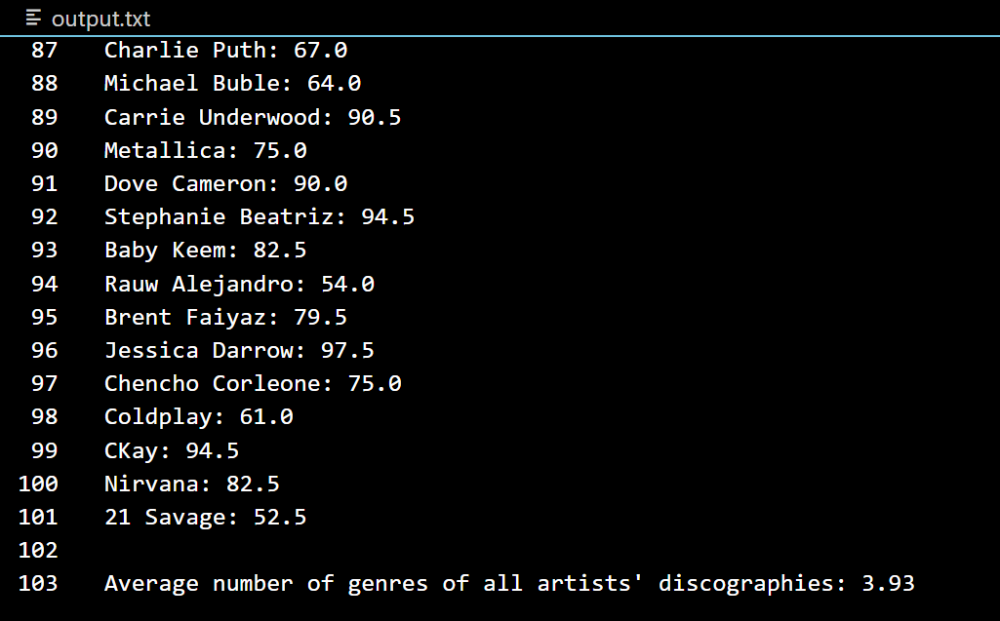 output.txt
87 Charlie Puth: 67.0
88 Michael Buble: 64.0
89 Carrie Underwood: 90.5
90 Metallica: 75.0
91 Dove Cameron: 90.0
92 Stephanie Beatriz: 94.5
93 Baby Keem: 82.5
94 Rauw Alejandro: 54.0
95 Brent Faiyaz: 79.5
96 Jessica Darrow: 97.5
97 Chencho Corleone: 75.0
98 Coldplay: 61.0
99 CKay: 94.5
100 Nirvana: 82.5
101 21 Savage: 52.5
102
103 Average number of genres of all artists' discographies: 3.93